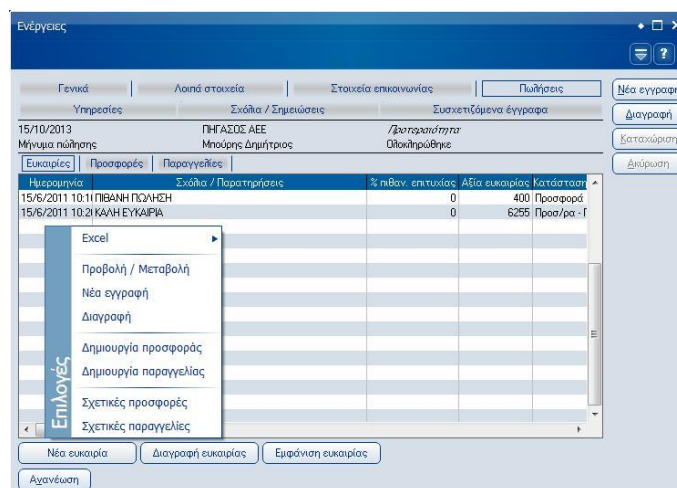 Ενέργειες
?
Γενικά Λοιπά στοιχεία Στοιχεία επικοινωνίας Πωλήσεις
Νέα εγγραφή
Υπηρεσίες Σχόλια / Σημειώσεις Συσχετιζόμενα έγγραφα
Διαγραφή
15/10/2013 ΠΗΓΑΣΟΣ ΑΕΕ Προτεραιότητα
Καταχώριση
Μήνυμα πώλησης Μπούρης Δημήτριος Ολοκληρώθηκε
Ευκαιρίες Προσφορές Παραγγελίες
Ακύρωση
Ημερομηνία Σχόλια / Παρατηρήσεις % πιθαν. επιτυχίας Αξία ευκαιρίας Κατάσταση
15/6/2011 10:1 ΠΙΘΑΝΗ ΠΩΛΗΣΗ 0 400 Προσφορά
15/6/2011 10:2 ΚΑΛΗ ΕΥΚΑΙΡΙΑ 0 6255 Προσ/ρα - Γ
Επιλογές
Excel
Προβολή / Μεταβολή
Νέα εγγραφή
Διαγραφή
Δημιουργία προσφοράς
Δημιουργία παραγγελίας
Σχετικές προσφορές
Σχετικές παραγγελίες
Νέα ευκαιρία Διαγραφή ευκαιρίας Εμφάνιση ευκαιρίας
Ανανέωση